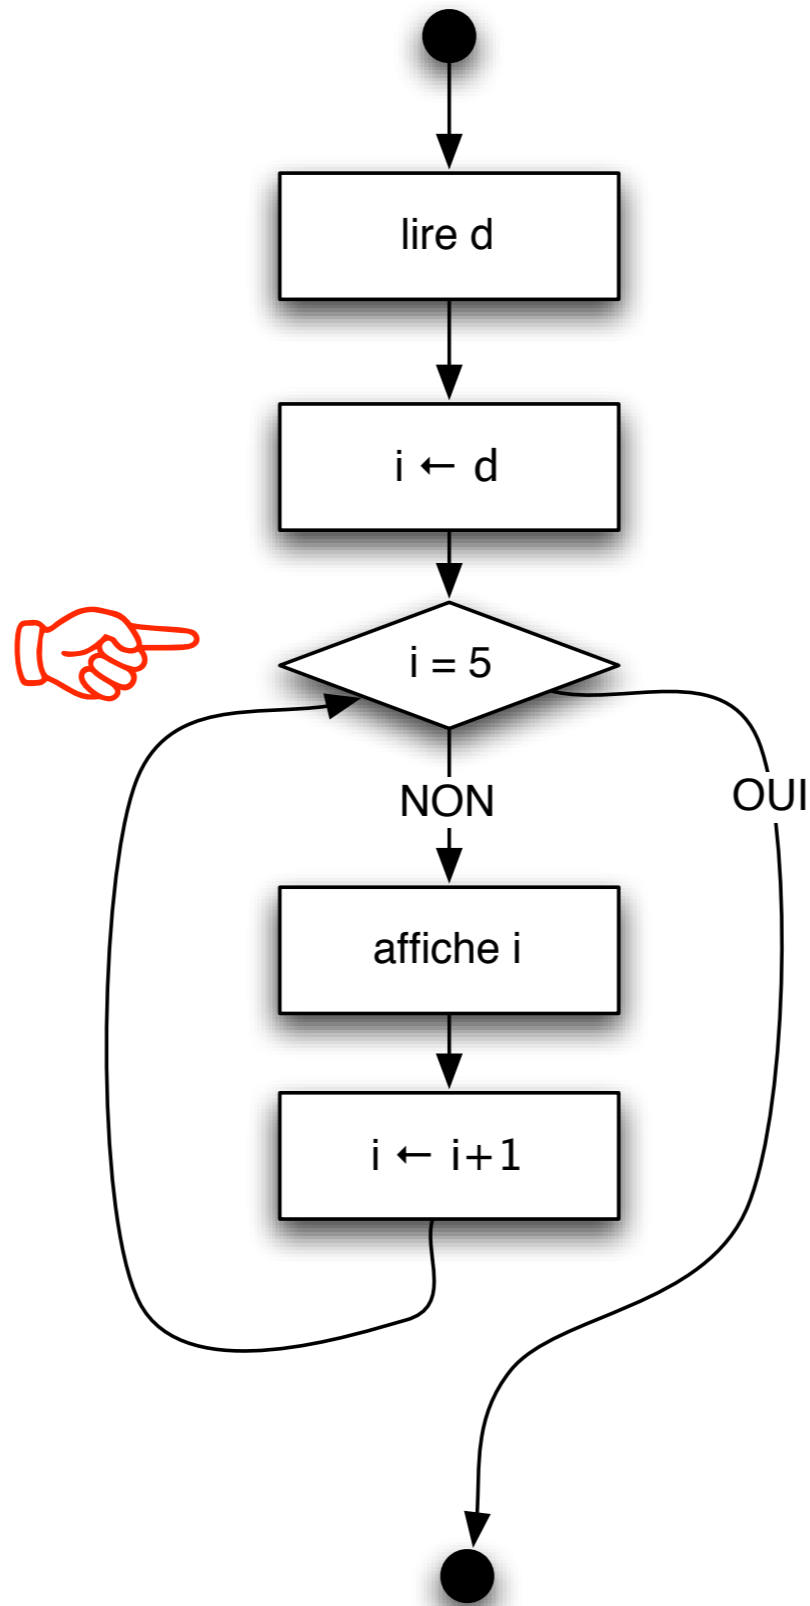 lire d
i ← d
i = 5
NON
OUI
affiche i
i ← i+1